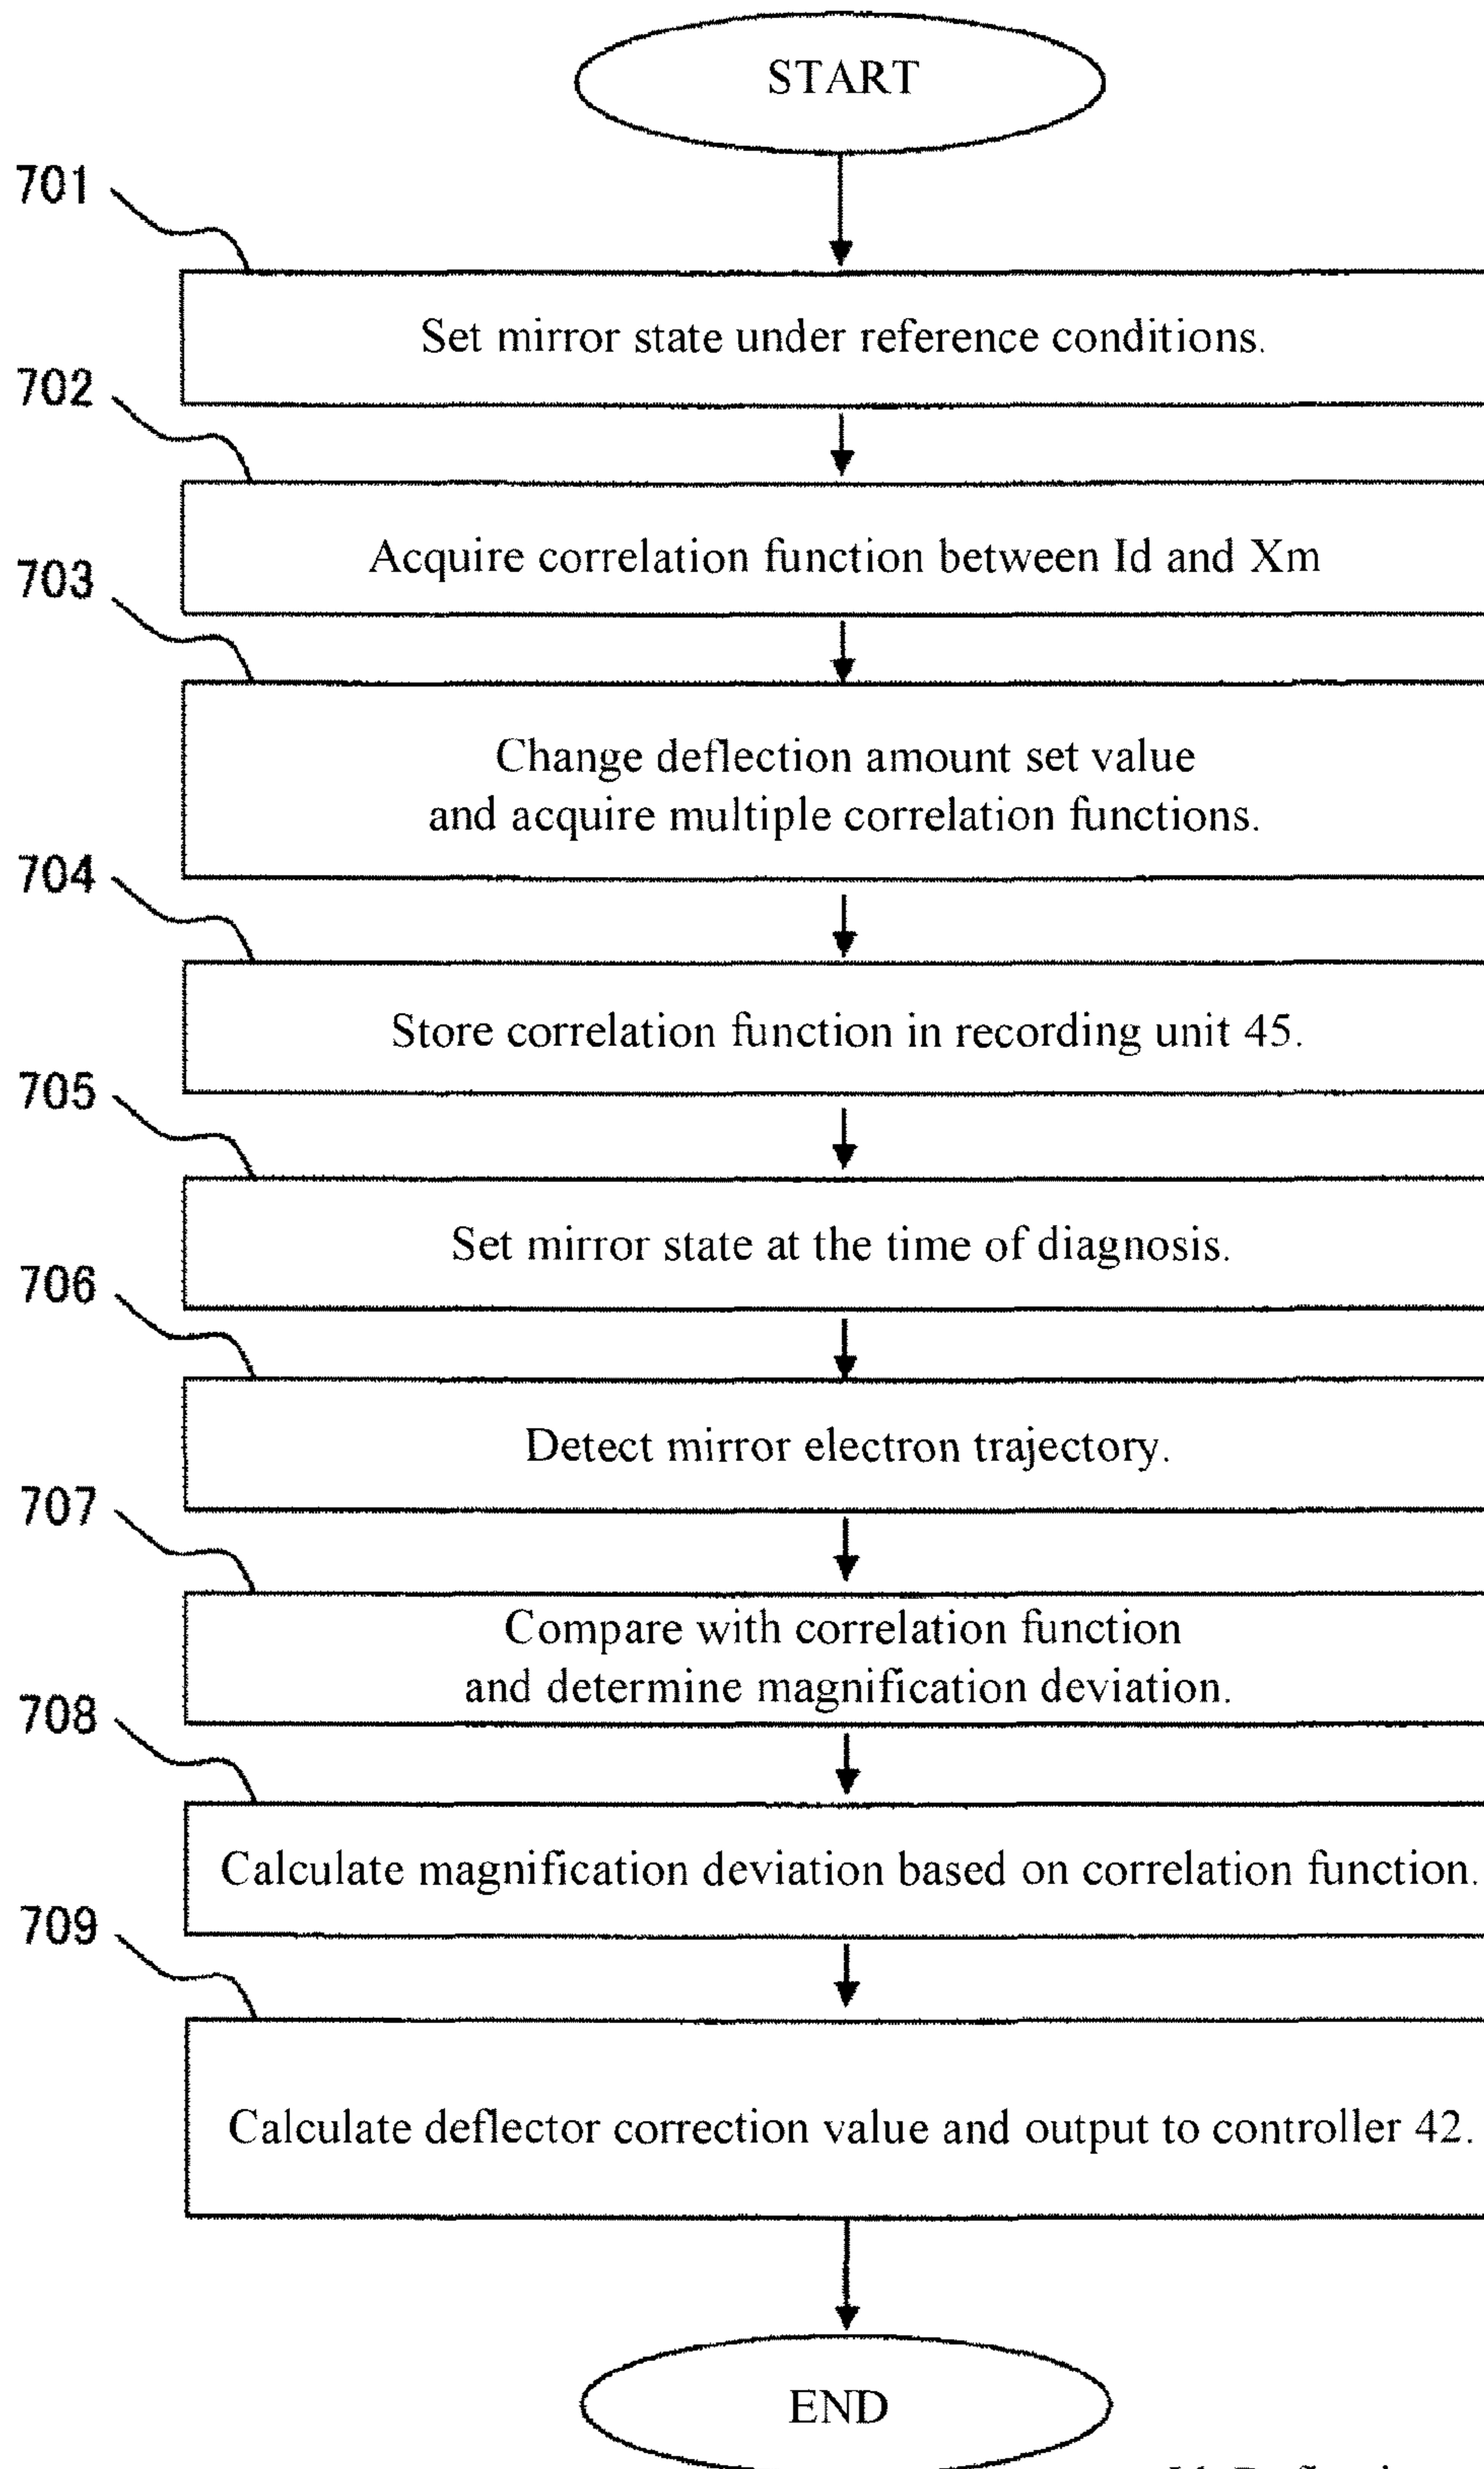 START
701
Set mirror state under reference conditions.
702
Acquire correlation function between Id and Xm
703
Change deflection amount set value
and acquire multiple correlation functions.
704
Store correlation function in recording unit 45.
705
Set mirror state at the time of diagnosis.
706
Detect mirror electron trajectory.
707
Compare with correlation function
and determine magnification deviation.
708
Calculate magnification deviation based on correlation function.
709
Calculate deflector correction value and output to controller 42.
END